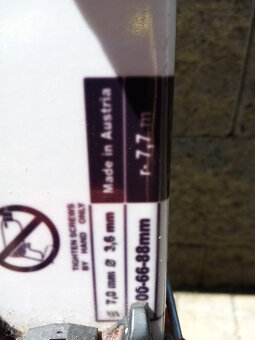 Made in Austria
r- 7,7 m
TIGHTEN SCREWS
BY HAND ONLY
7,0 mm Ø 3,6 mm
00-66-88mm